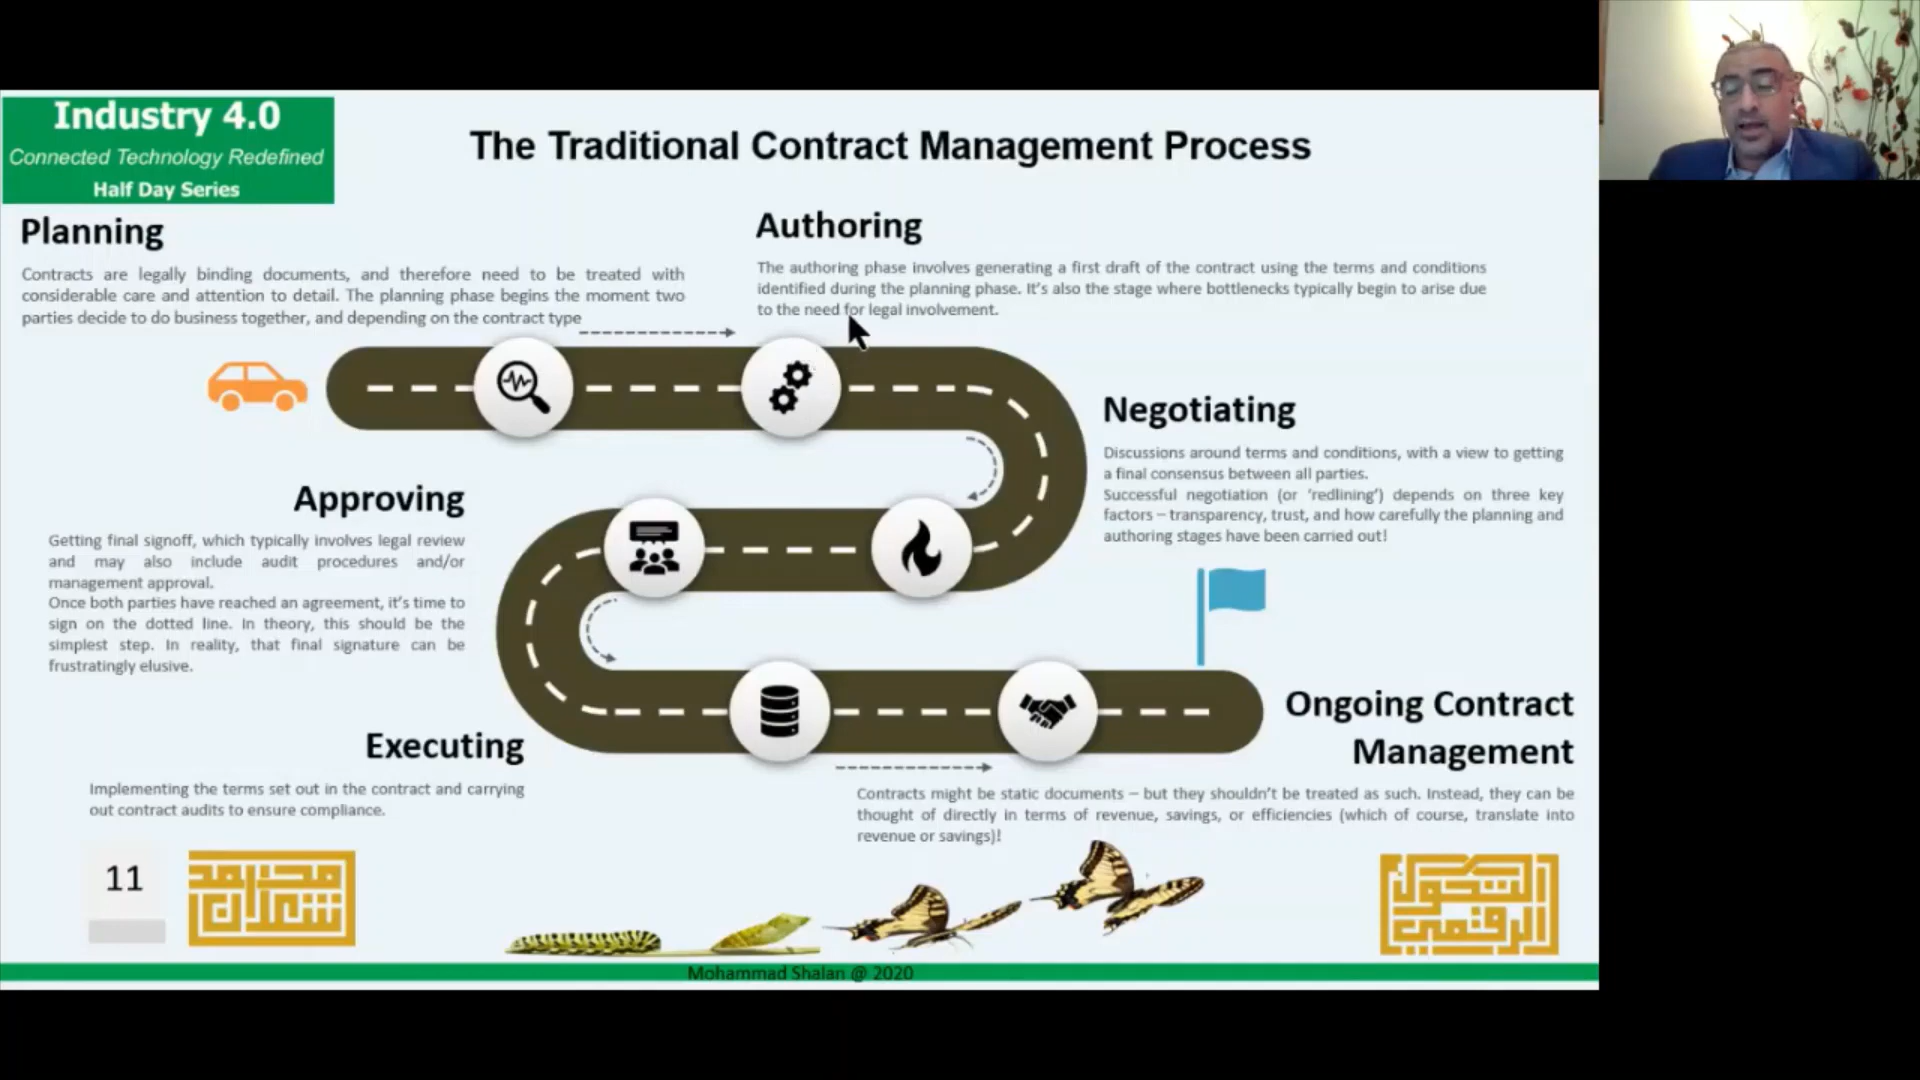 Industry 4.0
Connected Technology Redefined
Half Day Series
The Traditional Contract Management Process
Planning
Contracts are legally binding documents, and therefore need to be treated with
considerable care and attention to detail. The planning phase begins the moment two
parties decide to do business together, and depending on the contract type
Authoring
The authoring phase involves generating a first draft of the contract using the terms and conditions
identified during the planning phase. It's also the stage where bottlenecks typically begin to arise due
to the need for legal involvement.
Negotiating
Discussions around terms and conditions, with a view to getting
a final consensus between all parties.
Successful negotiation (or 'redlining') depends on three key
factors – transparency, trust, and how carefully the planning and
authoring stages have been carried out!
Approving
Getting final signoff, which typically involves legal review
and may also include audit procedures and/or
management approval.
Once both parties have reached an agreement, it's time to
sign on the dotted line. In theory, this should be the
simplest step. In reality, that final signature can be
frustratingly elusive.
Executing
Implementing the terms set out in the contract and carrying
out contract audits to ensure compliance.
Ongoing Contract
Management
Contracts might be static documents – but they shouldn't be treated as such. Instead, they can be
thought of directly in terms of revenue, savings, or efficiencies (which of course, translate into
revenue or savings)!
11
محمد
شعلان
التحول
الرقمي
Mohammad Shalan @ 2020